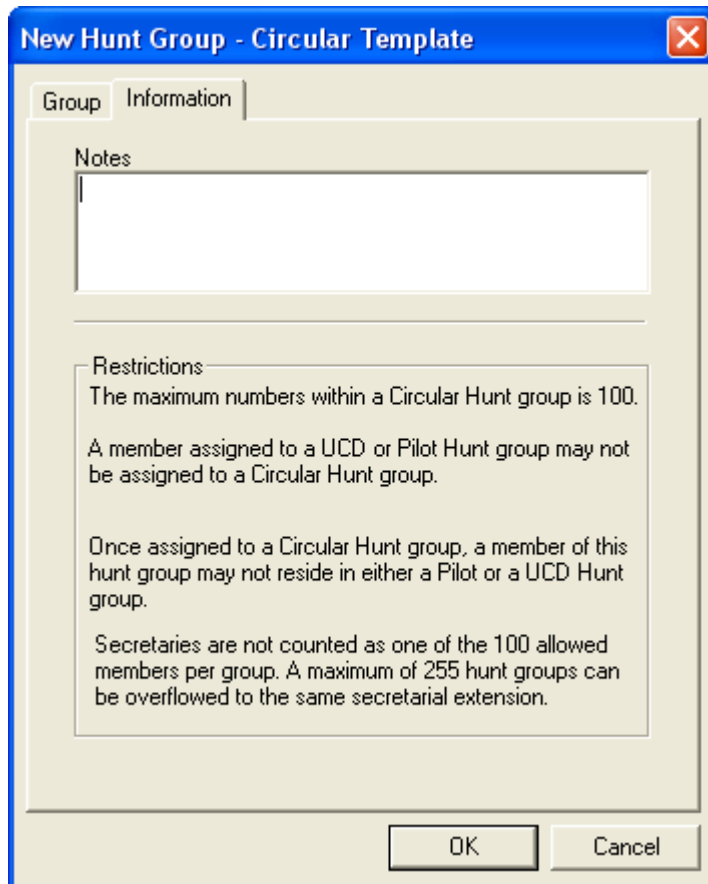 New Hunt Group - Circular Template
Group
Information
Notes
Restrictions
The maximum numbers within a Circular Hunt group is 100.
A member assigned to a UCD or Pilot Hunt group may not
be assigned to a Circular Hunt group.
Once assigned to a Circular Hunt group, a member of this
hunt group may not reside in either a Pilot or a UCD Hunt
group.
Secretaries are not counted as one of the 100 allowed
members per group. A maximum of 255 hunt groups can
be overflowed to the same secretarial extension.
OK
Cancel